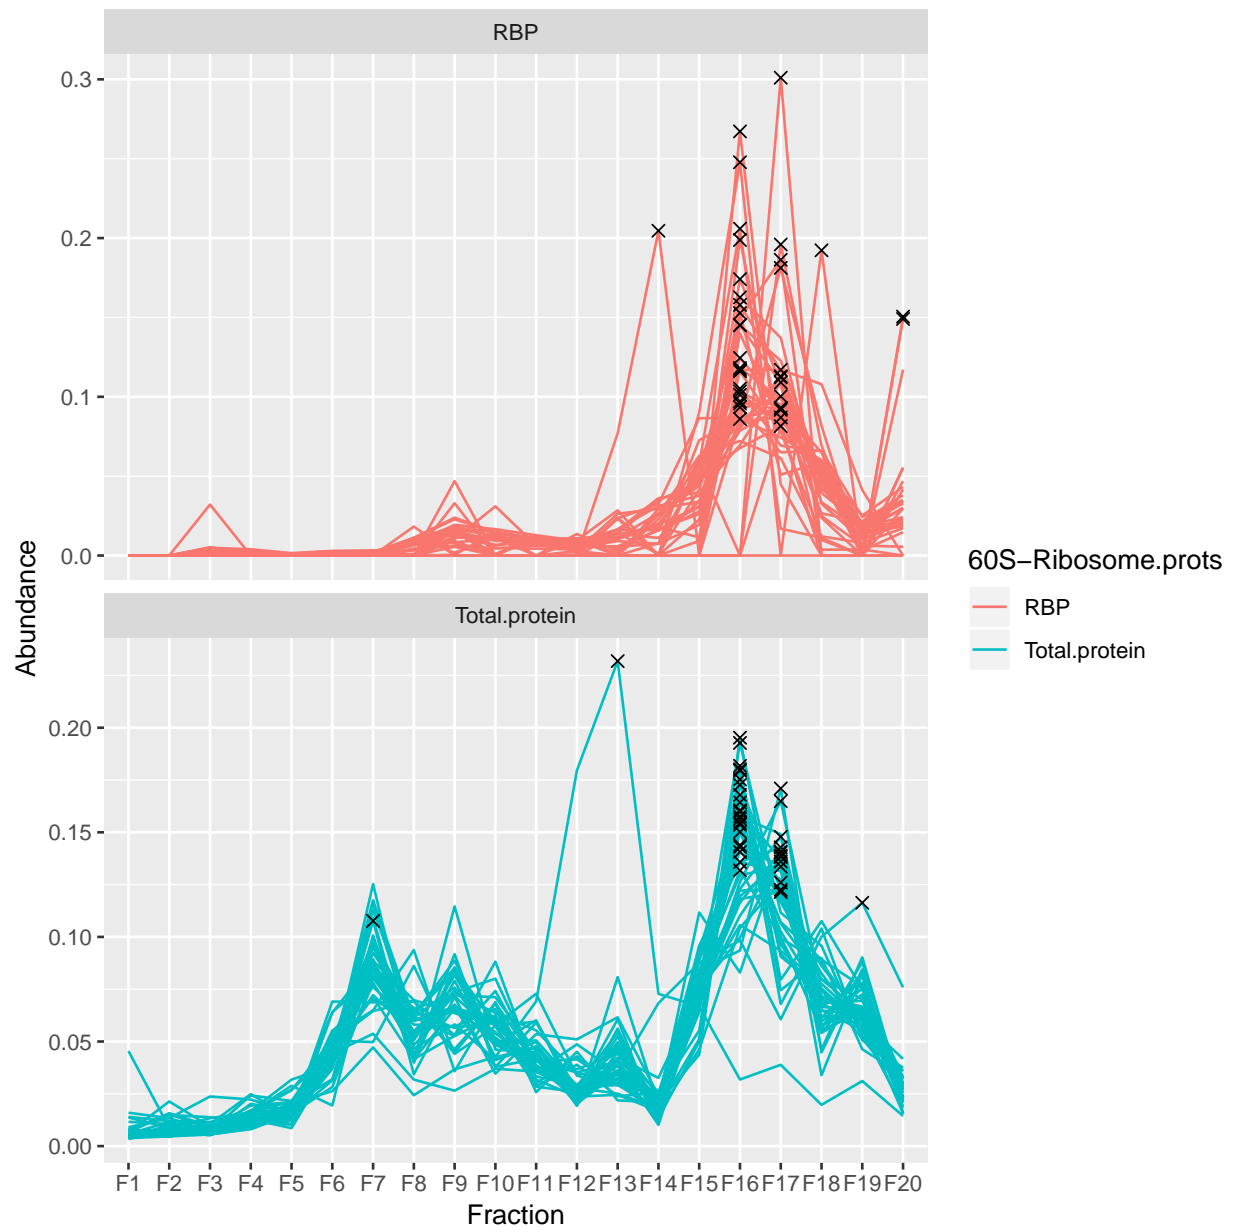 RBP
0.3
0.2
0.1
0.0
Total.protein
0.20
0.15
0.10
0.05
0.00
F1 F2 F3 F4 F5 F6 F7 F8 F9 F10 F11 F12 F13 F14 F15 F16 F17 F18 F19 F20
Fraction
Abundance
60S−Ribosome.prots
RBP
Total.protein